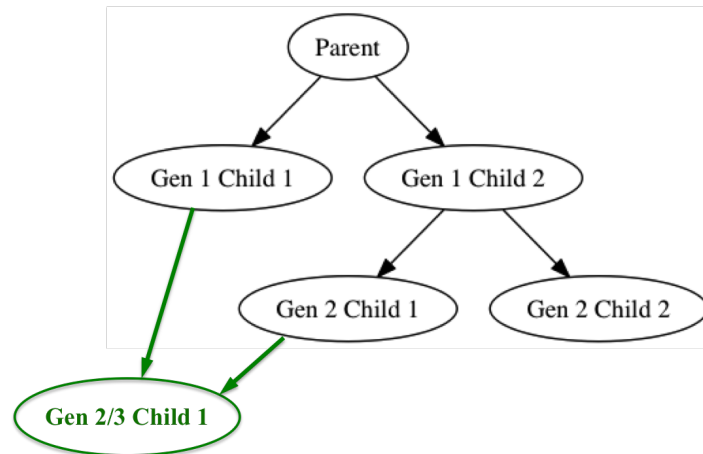 Parent
Gen 1 Child 1
Gen 1 Child 2
Gen 2 Child 1
Gen 2 Child 2
Gen 2/3 Child 1